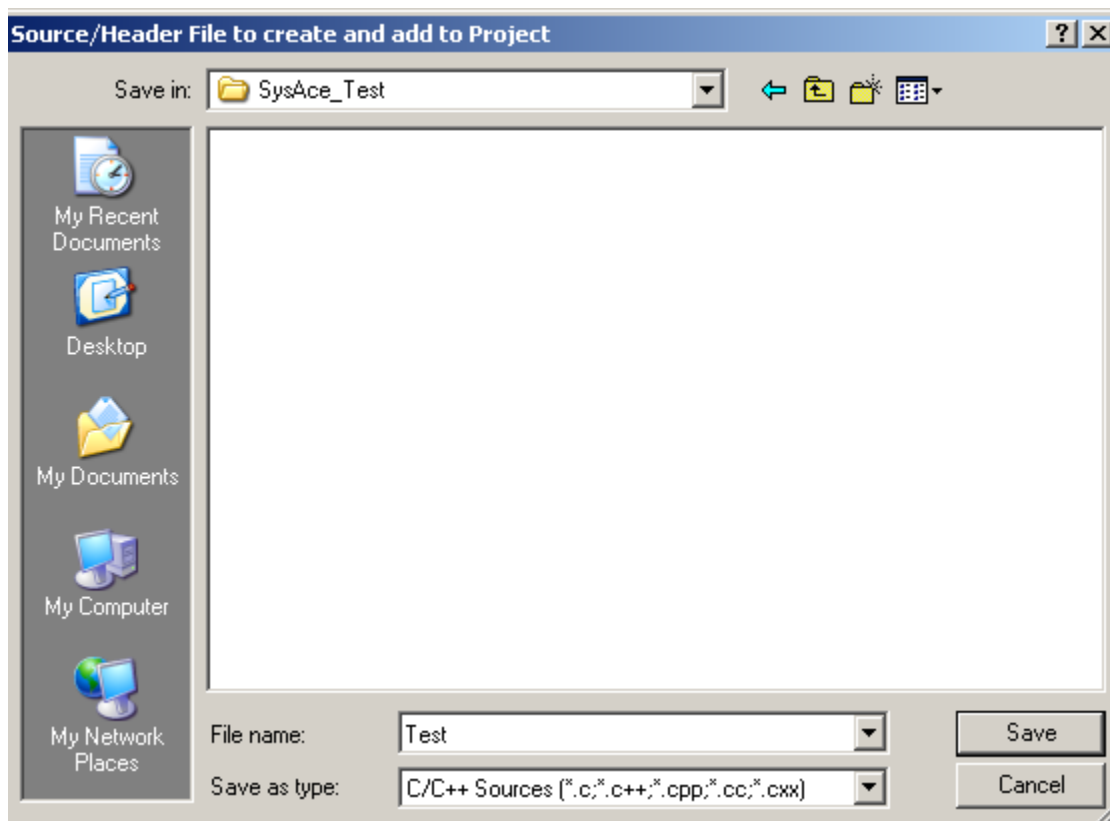 Source/Header File to create and add to Project
Save in:
SysAce_Test
My Recent
Documents
Desktop
My Documents
My Computer
My Network
Places
File name:
Test
Save
Save as type:
C/C++ Sources (*.c;*.c++;*.cpp;*.cc;*.cxx)
Cancel